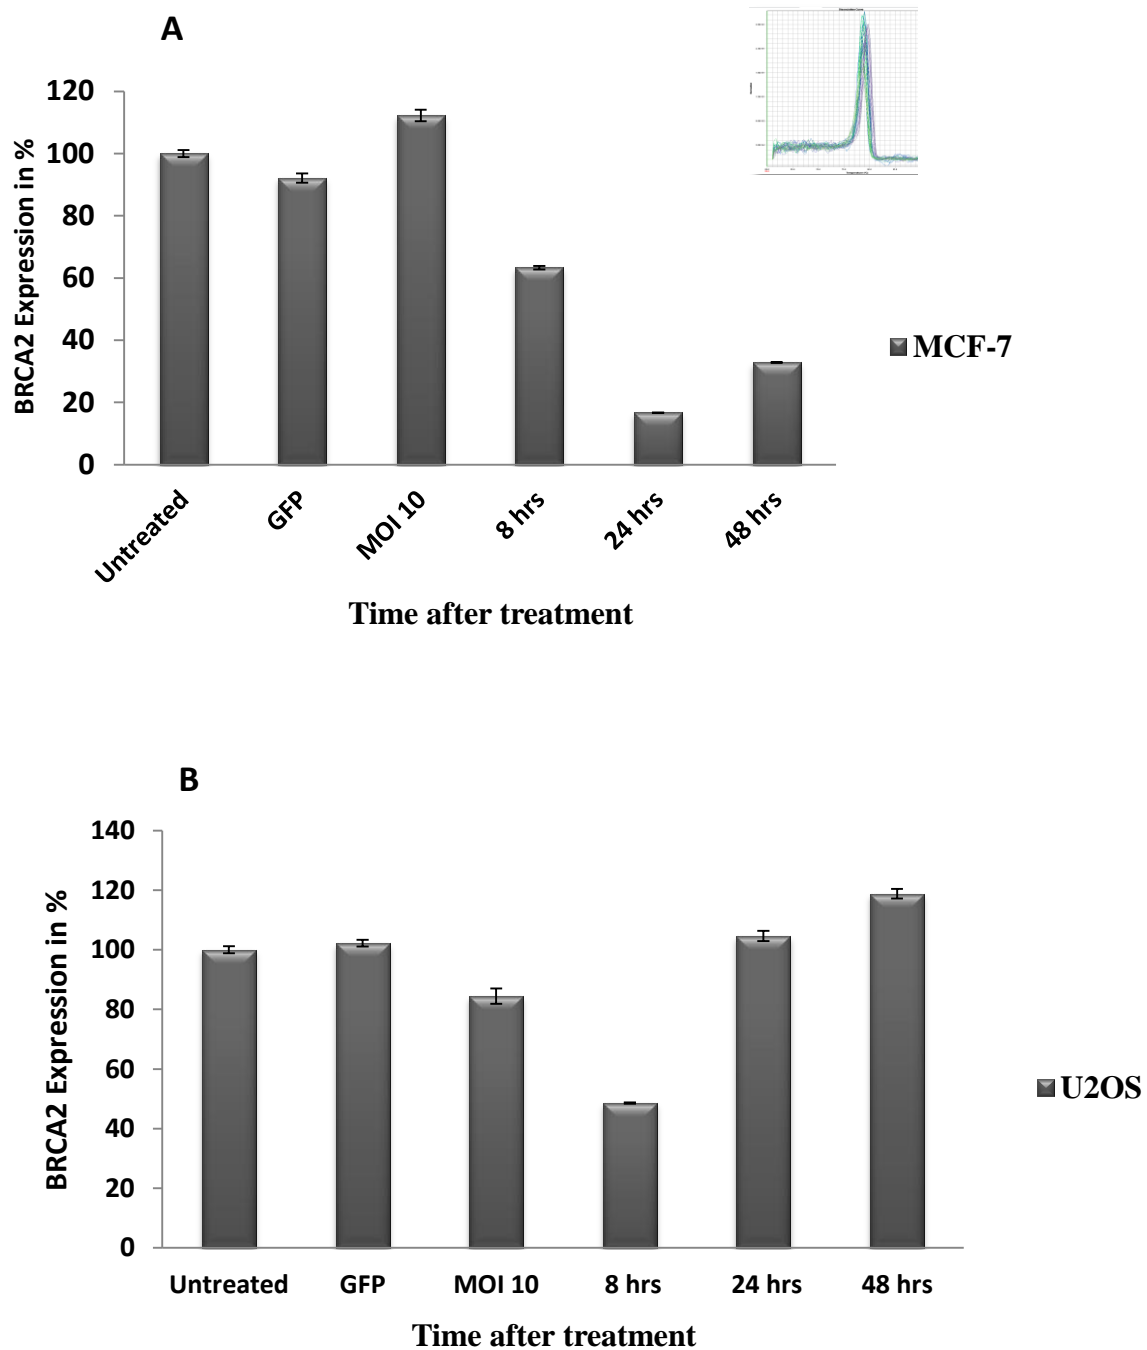 A
120
100
80
60
40
20
0
BRCA2 Expression in %
Untreated
GFP
MOI 10
8 hrs
24 hrs
48 hrs
Time after treatment
MCF-7
B
140
120
100
80
60
40
20
0
BRCA2 Expression in %
Untreated GFP MOI 10 8 hrs 24 hrs 48 hrs
Time after treatment
U2OS